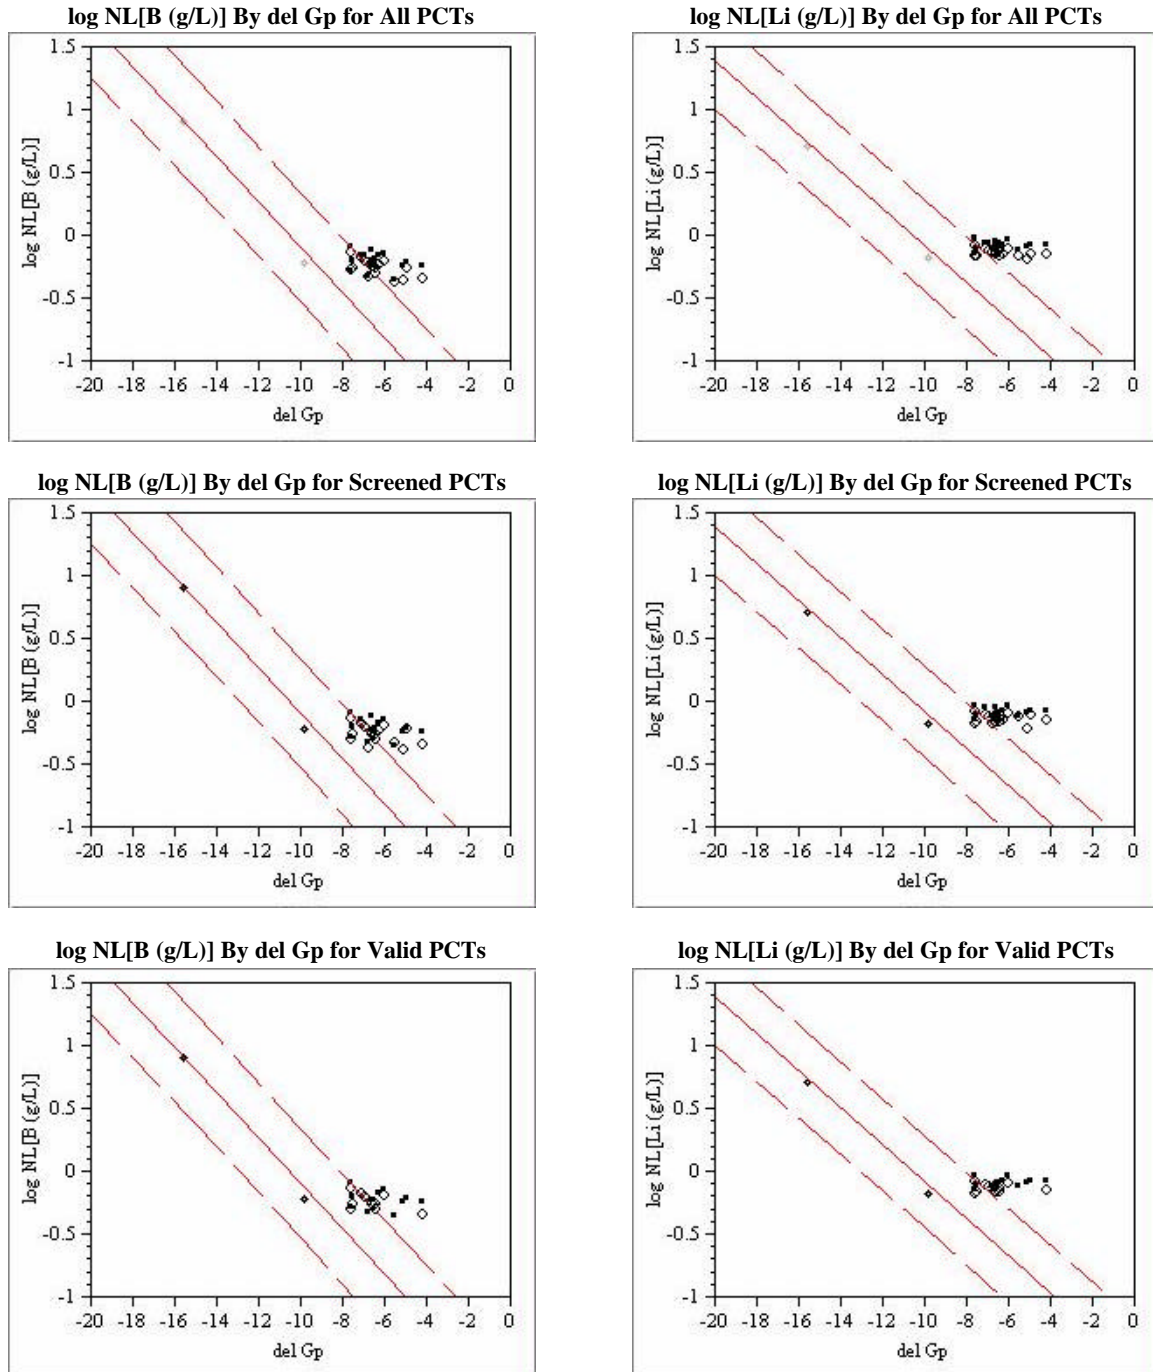 log NL[B (g/L)] By del Gp for All PCTs
1.5
1
0.5
0
-0.5
-1
log NL[B (g/L)]
-20 -18 -16 -14 -12 -10 -8 -6 -4 -2 0
del Gp
log NL[Li (g/L)] By del Gp for All PCTs
1.5
1
0.5
0
-0.5
-1
log NL[Li (g/L)]
-20 -18 -16 -14 -12 -10 -8 -6 -4 -2 0
del Gp
log NL[B (g/L)] By del Gp for Screened PCTs
1.5
1
0.5
0
-0.5
-1
log NL[B (g/L)]
-20 -18 -16 -14 -12 -10 -8 -6 -4 -2 0
del Gp
log NL[Li (g/L)] By del Gp for Screened PCTs
1.5
1
0.5
0
-0.5
-1
log NL[Li (g/L)]
-20 -18 -16 -14 -12 -10 -8 -6 -4 -2 0
del Gp
log NL[B (g/L)] By del Gp for Valid PCTs
1.5
1
0.5
0
-0.5
-1
log NL[B (g/L)]
-20 -18 -16 -14 -12 -10 -8 -6 -4 -2 0
del Gp
log NL[Li (g/L)] By del Gp for Valid PCTs
1.5
1
0.5
0
-0.5
-1
log NL[Li (g/L)]
-20 -18 -16 -14 -12 -10 -8 -6 -4 -2 0
del Gp